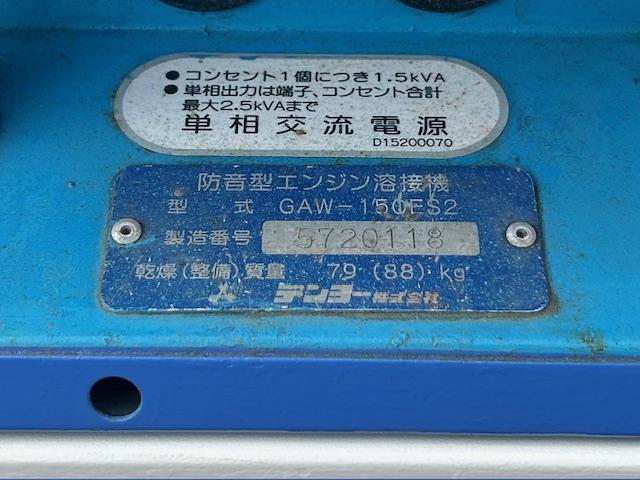 ● コンセント1個につき1.5kVA
● 単相出力は端子、コンセント合計
最大2.5kVAまで
単相交流電源
D15200070
防音型エンジン溶接機
型式 GAW-150ES2
製造番号 5720118
乾燥(整備)質量 79 (88) kg
デンヨー株式会社